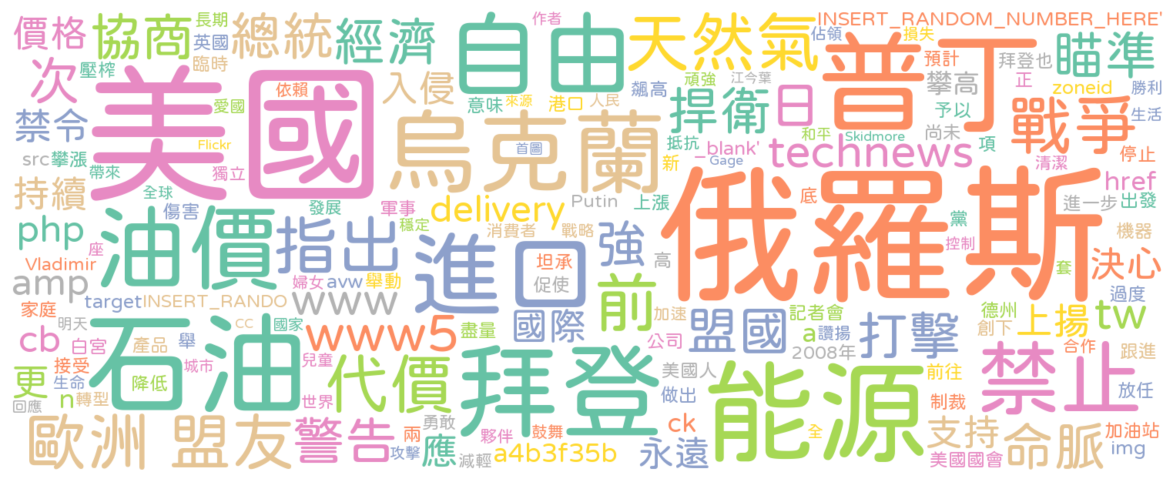 價格 協商 長期 英國 臨時 總統 經濟 作者 自由 天然氣 佔領 損失 INSERT_RANDOM_NUMBER_HERE'
次 壓榨 美國 依賴 入侵 意味 來源 飆高 港口 人民 頑強 江今葉 普丁 預計 攀高 拜登也 正 瞄準 zoneid 勝利
禁令 愛國 Flickr 烏克蘭 首圖 捍衛 日 和平 予以 尚未 Skidmore 項 戰爭 生活 停止
src 攀漲 帶來 獨立 抵抗 新 _blank' Gage technews 清潔 href
持續 全球 傷害 發展 軍事 穩定 delivery Putin 上漲 俄羅斯 底 黨 進一步 出發
php 座 油價 指出 消費者 戰略 進口 強 高 坦承 促使 控制 套 機器 決心
Vladimir amp 婦女 avw 舉動 過度
target INSERT_RANDO www 國際 前 加速 盟國 記者會 打擊 德州 創下 上揚 tw
家庭 明天 cc 國家 www5 盡量 公司 a 讚揚 2008年 合作 跟進
cb 白宮 產品 舉 石油 城市 兒童 代價 拜登 美國人 能源 前往 禁止
更 接受 降低 n 生命 轉型 世界 做出 制裁 放任
回應 歐洲 盟友 警告 攻擊 兩 減輕 應 勇敢 夥伴 鼓舞 a4b3f35b ck 永遠 全 支持 美國國會 命脈 加油站 img